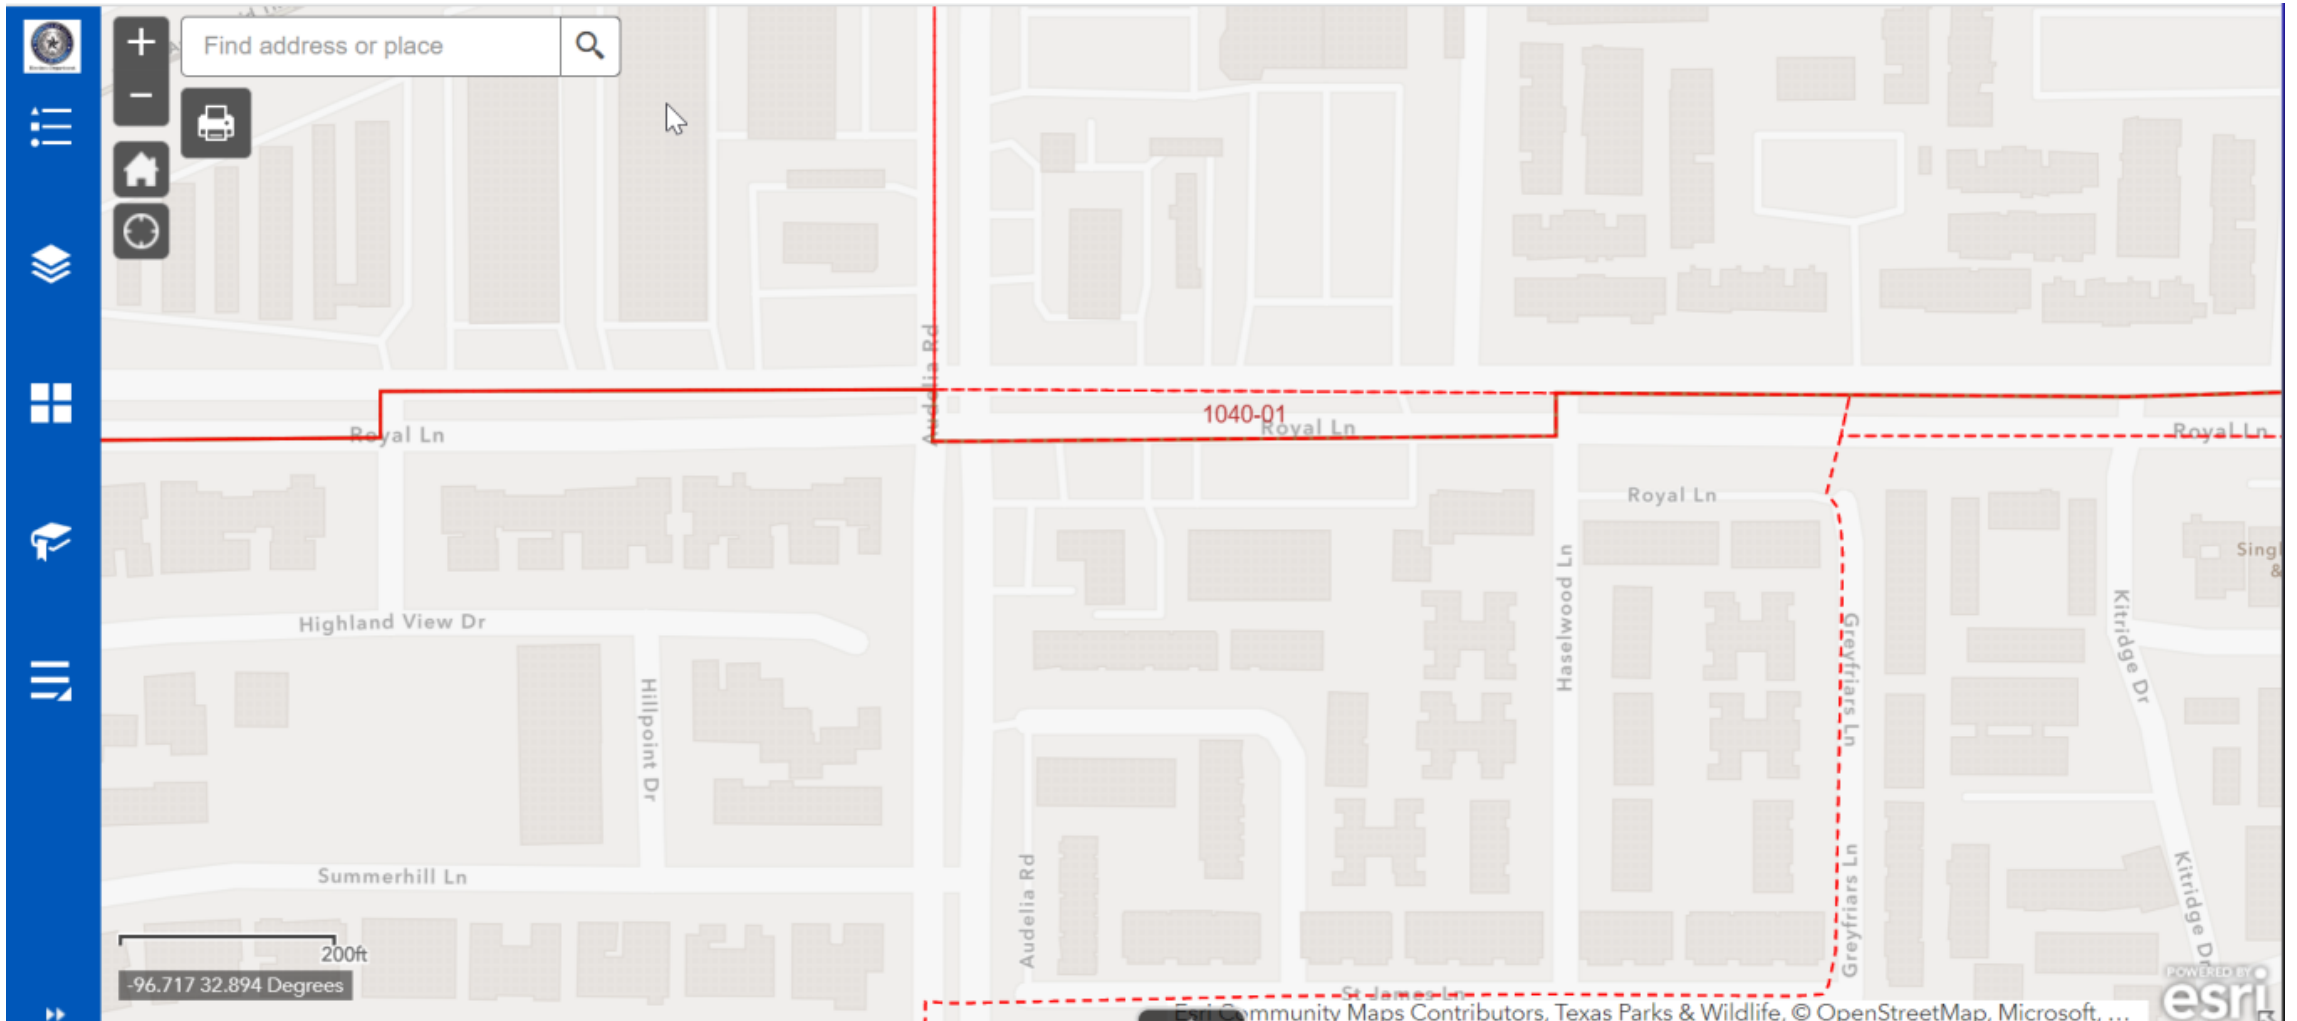 Find address or place
Audelia Rd
1040-01
Royal Ln
Royal Ln
Royal Ln
Royal Ln
Highland View Dr
Hillpoint Dr
Haselwood Ln
Greyfriars Ln
Kitridge Dr
Singl
&
Summerhill Ln
Audelia Rd
Greyfriars Ln
Kitridge Dr
200ft
-96.717 32.894 Degrees
St James Ln
POWERED BY
esri
Esri Community Maps Contributors, Texas Parks & Wildlife, © OpenStreetMap, Microsoft, ...